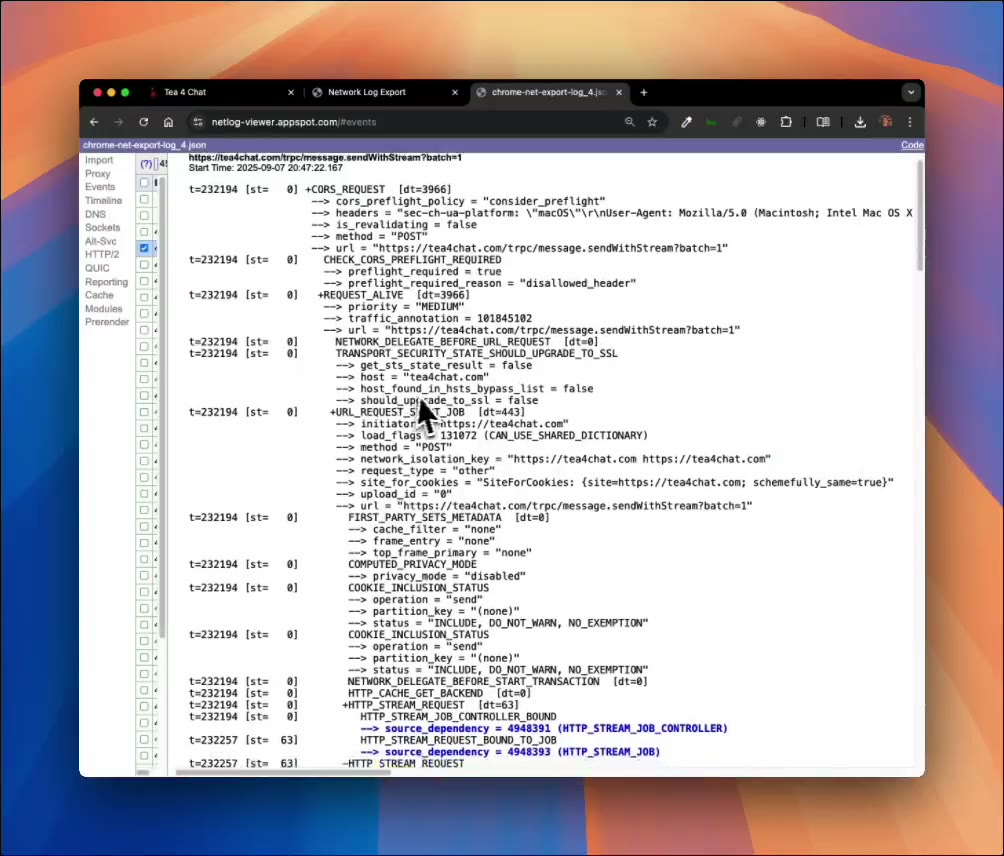 Tea 4 Chat
Network Log Export
chrome-net-export-log_4.jso
netlog-viewer.appspot.com/#events
chrome-net-export-log_4.json
Code
Import
Proxy
Events
Timeline
DNS
Sockets
Alt-Svc
HTTP/2
QUIC
Reporting
Cache
Modules
Prerender
(?)
https://tea4chat.com/trpc/message.sendWithStream?batch=1
Start Time: 2025-09-07 20:47:22.167
t=232194 [st=   0] +CORS_REQUEST  [dt=3966]
--> cors_preflight_policy = "consider_preflight"
--> headers = "sec-ch-ua-platform: \"macOS\"\r\nUser-Agent: Mozilla/5.0 (Macintosh; Intel Mac OS X
--> is_revalidating = false
--> method = "POST"
--> url = "https://tea4chat.com/trpc/message.sendWithStream?batch=1"
t=232194 [st=   0] CHECK_CORS_PREFLIGHT_REQUIRED
--> preflight_required = true
--> preflight_required_reason = "disallowed_header"
t=232194 [st=   0] +REQUEST_ALIVE  [dt=3966]
--> priority = "MEDIUM"
--> traffic_annotation = 101845102
--> url = "https://tea4chat.com/trpc/message.sendWithStream?batch=1"
t=232194 [st=   0] NETWORK_DELEGATE_BEFORE_URL_REQUEST  [dt=0]
t=232194 [st=   0] TRANSPORT_SECURITY_STATE_SHOULD_UPGRADE_TO_SSL
--> get_sts_state_result = false
--> host = "tea4chat.com"
--> host_found_in_hsts_bypass_list = false
--> should_upgrade_to_ssl = false
t=232194 [st=   0] +URL_REQUEST_START_JOB  [dt=443]
--> initiator = "https://tea4chat.com"
--> load_flags = 131072 (CAN_USE_SHARED_DICTIONARY)
--> method = "POST"
--> network_isolation_key = "https://tea4chat.com https://tea4chat.com"
--> request_type = "other"
--> site_for_cookies = "SiteForCookies: {site=https://tea4chat.com; schemefully_same=true}"
--> upload_id = "0"
--> url = "https://tea4chat.com/trpc/message.sendWithStream?batch=1"
t=232194 [st=   0] FIRST_PARTY_SETS_METADATA  [dt=0]
--> cache_filter = "none"
--> frame_entry = "none"
--> top_frame_primary = "none"
t=232194 [st=   0] COMPUTED_PRIVACY_MODE
--> privacy_mode = "disabled"
t=232194 [st=   0] COOKIE_INCLUSION_STATUS
--> operation = "send"
--> partition_key = "(none)"
--> status = "INCLUDE, DO_NOT_WARN, NO_EXEMPTION"
t=232194 [st=   0] COOKIE_INCLUSION_STATUS
--> operation = "send"
--> partition_key = "(none)"
--> status = "INCLUDE, DO_NOT_WARN, NO_EXEMPTION"
t=232194 [st=   0] NETWORK_DELEGATE_BEFORE_START_TRANSACTION  [dt=0]
t=232194 [st=   0] HTTP_CACHE_GET_BACKEND  [dt=0]
t=232194 [st=   0] +HTTP_STREAM_REQUEST  [dt=63]
t=232194 [st=   0] HTTP_STREAM_JOB_CONTROLLER_BOUND
--> source_dependency = 4948391 (HTTP_STREAM_JOB_CONTROLLER)
t=232257 [st=  63] HTTP_STREAM_REQUEST_BOUND_TO_JOB
--> source_dependency = 4948393 (HTTP_STREAM_JOB)
t=232257 [st=  63] -HTTP_STREAM_REQUEST